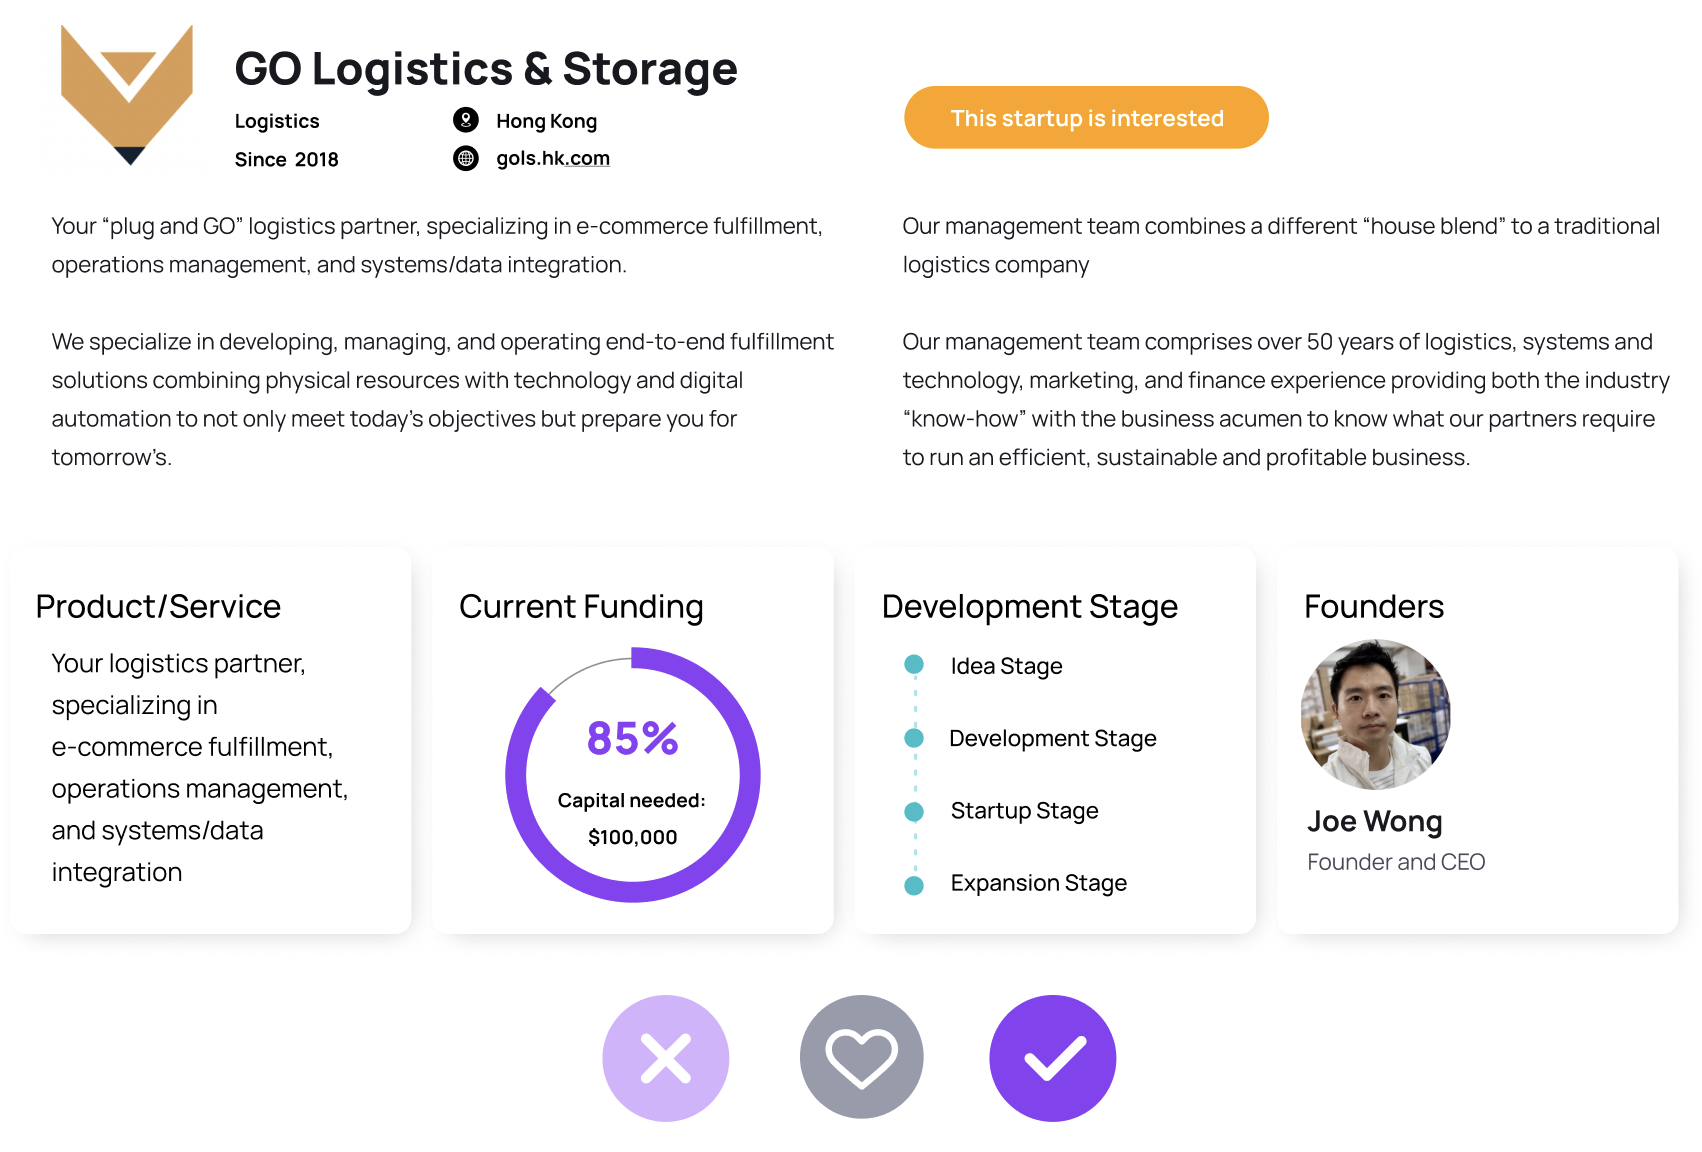 GO Logistics & Storage
Logistics
Hong Kong
Since 2018
gols.hk.com
This startup is interested
Your “plug and GO” logistics partner, specializing in e-commerce fulfillment,
operations management, and systems/data integration.
We specialize in developing, managing, and operating end-to-end fulfillment
solutions combining physical resources with technology and digital
automation to not only meet today’s objectives but prepare you for
tomorrow’s.
Our management team combines a different “house blend” to a traditional
logistics company
Our management team comprises over 50 years of logistics, systems and
technology, marketing, and finance experience providing both the industry
“know-how” with the business acumen to know what our partners require
to run an efficient, sustainable and profitable business.
Product/Service
Your logistics partner,
specializing in
e-commerce fulfillment,
operations management,
and systems/data
integration
Current Funding
85%
Capital needed:
$100,000
Development Stage
Idea Stage
Development Stage
Startup Stage
Expansion Stage
Founders
Joe Wong
Founder and CEO